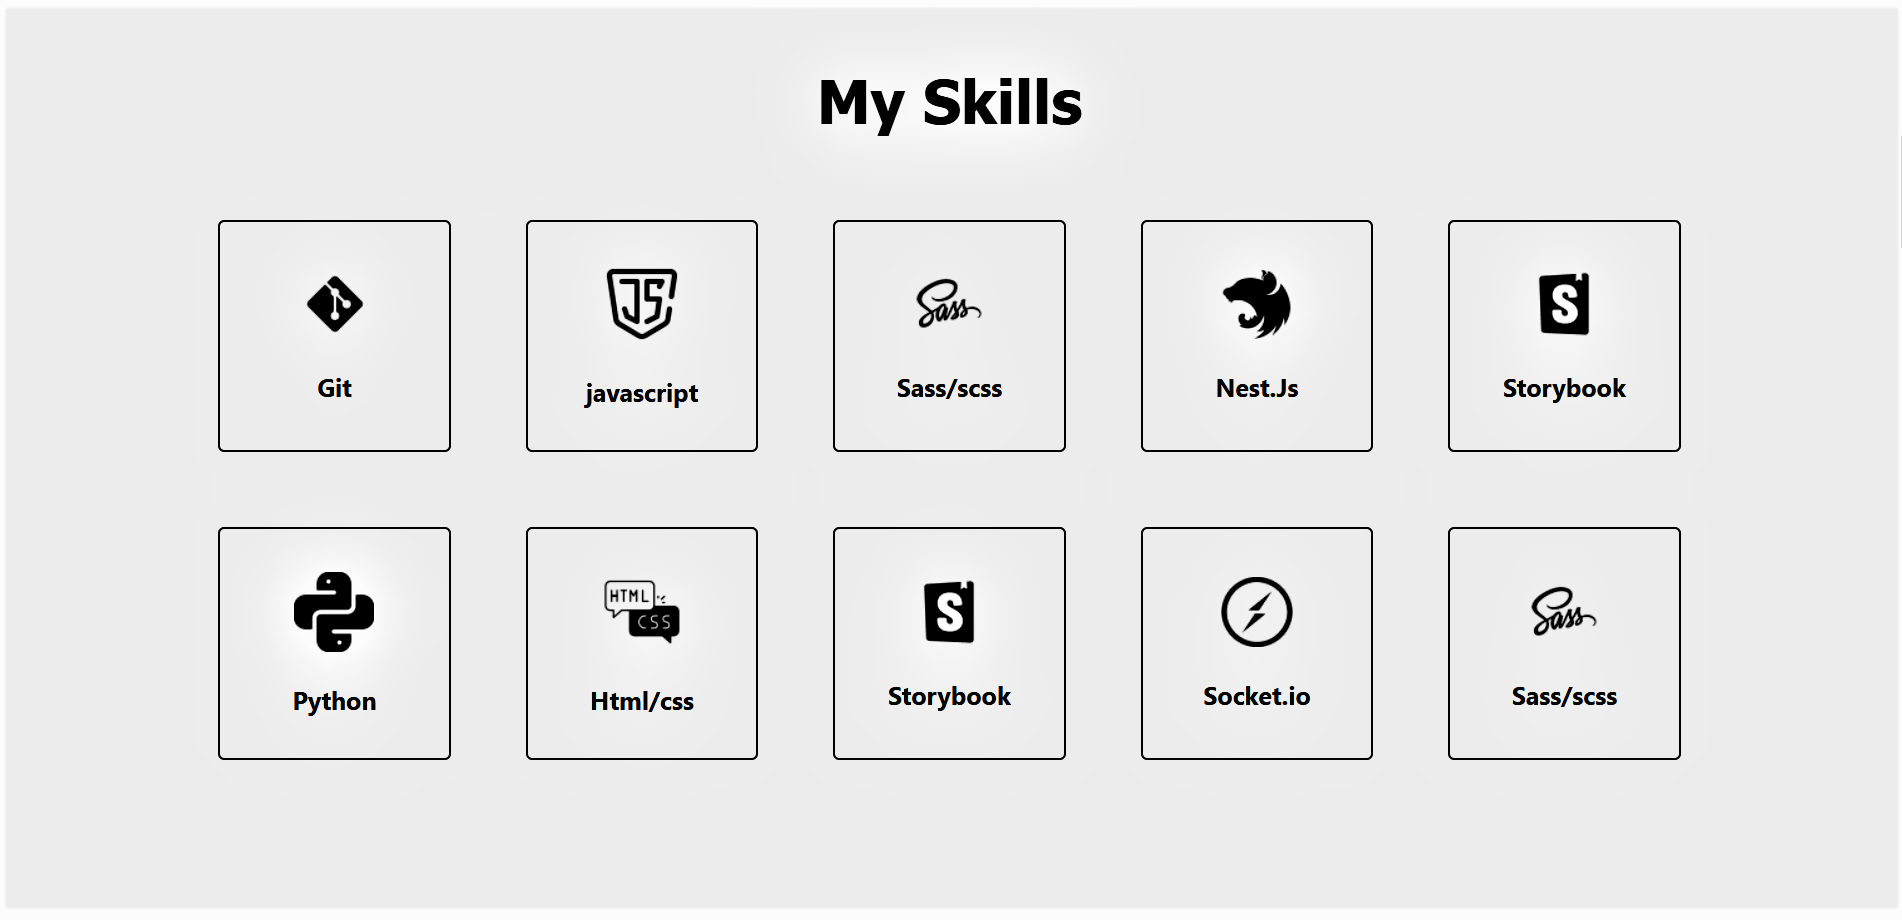 My Skills
JS
Sass
S
Git
javascript
Sass/scss
Nest.Js
Storybook
HTML
CSS
S
Sass
Python
Html/css
Storybook
Socket.io
Sass/scss